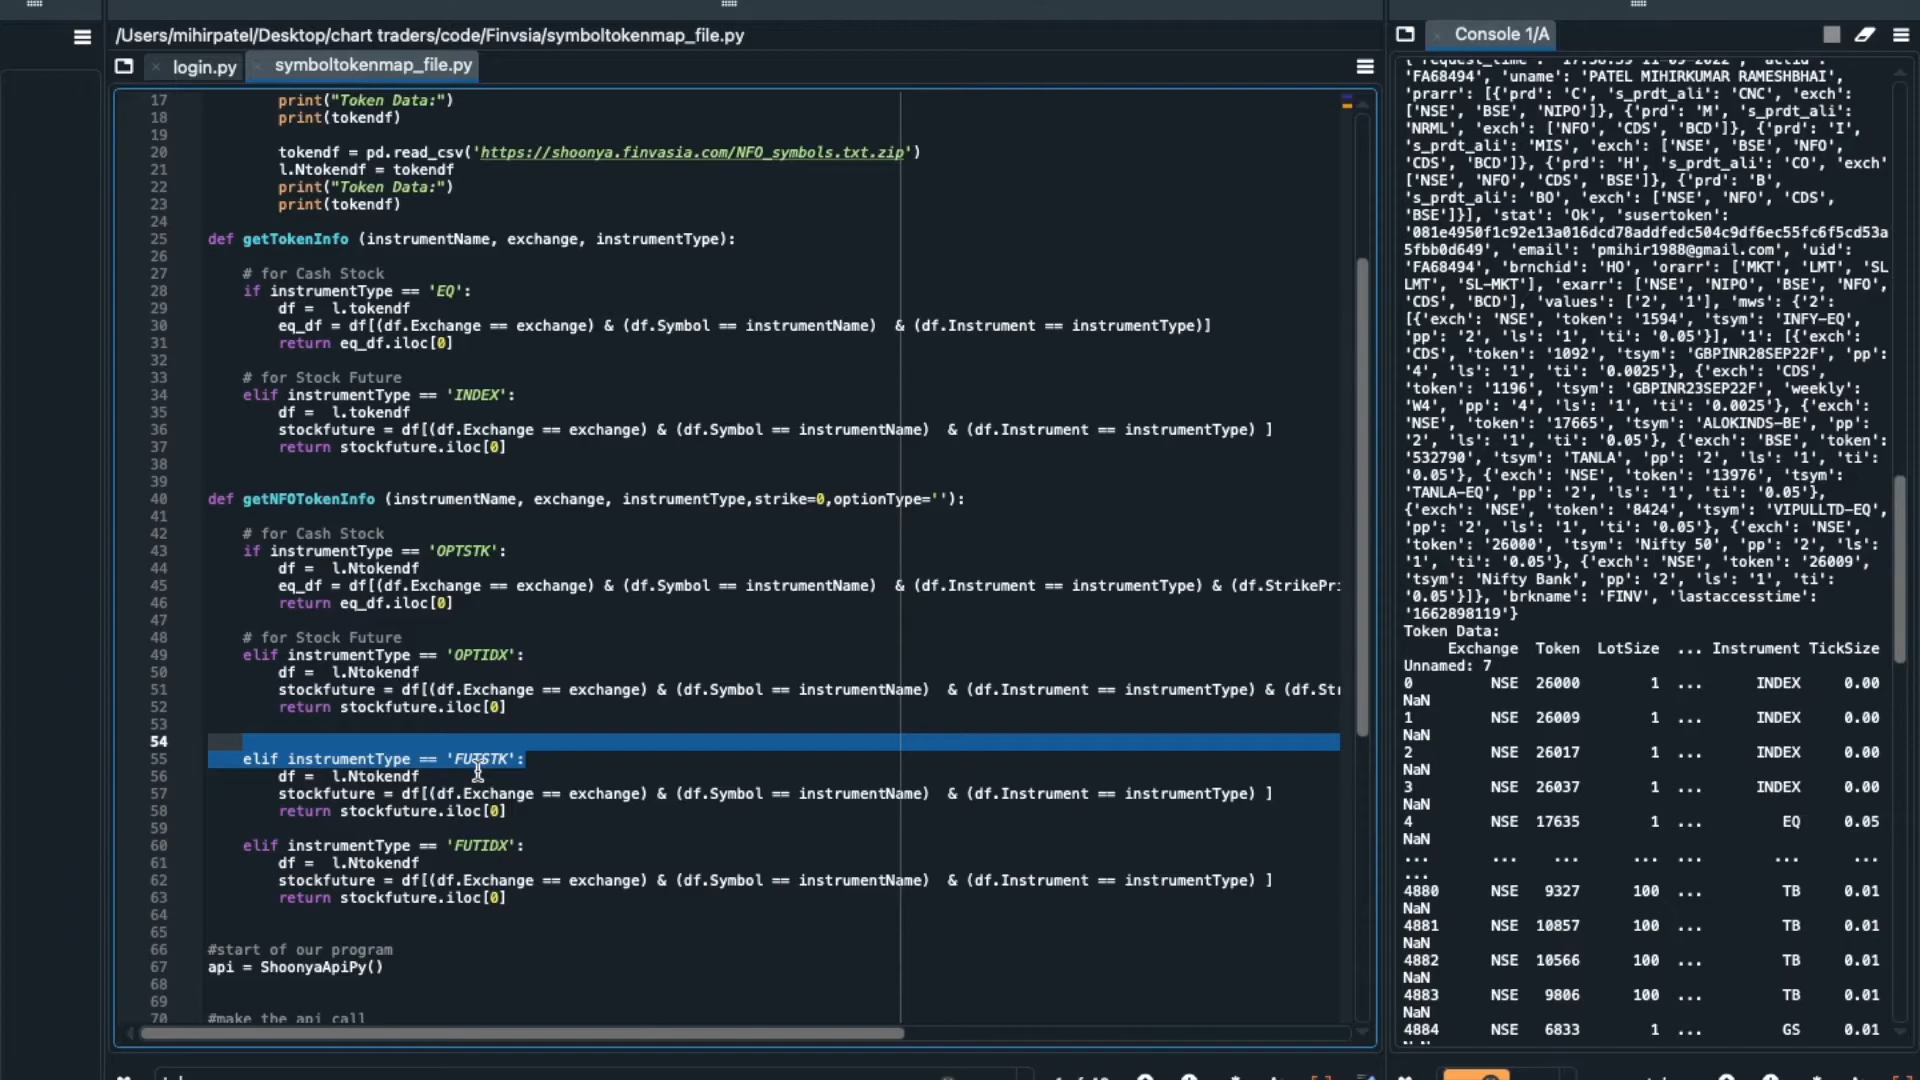 /Users/mihirpatel/Desktop/chart traders/code/Finvsia/symboltokenmap_file.py
login.py
symboltokenmap_file.py
17 print("Token Data:")
18 print(tokendf)
19
20 tokendf = pd.read_csv('https://shoonya.finvasia.com/NFO_symbols.txt.zip')
21 l.Ntokendf = tokendf
22 print("Token Data:")
23 print(tokendf)
24
25 def getTokenInfo (instrumentName, exchange, instrumentType):
26
27 # for Cash Stock
28 if instrumentType == 'EQ':
29 df =  l.tokendf
30 eq_df = df[(df.Exchange == exchange) & (df.Symbol == instrumentName)  & (df.Instrument == instrumentType)]
31 return eq_df.iloc[0]
32
33 # for Stock Future
34 elif instrumentType == 'INDEX':
35 df =  l.tokendf
36 stockfuture = df[(df.Exchange == exchange) & (df.Symbol == instrumentName)  & (df.Instrument == instrumentType) ]
37 return stockfuture.iloc[0]
38
39
40 def getNFOTokenInfo (instrumentName, exchange, instrumentType,strike=0,optionType=''):
41
42 # for Cash Stock
43 if instrumentType == 'OPTSTK':
44 df =  l.Ntokendf
45 eq_df = df[(df.Exchange == exchange) & (df.Symbol == instrumentName)  & (df.Instrument == instrumentType) & (df.StrikePri
46 return eq_df.iloc[0]
47
48 # for Stock Future
49 elif instrumentType == 'OPTIDX':
50 df =  l.Ntokendf
51 stockfuture = df[(df.Exchange == exchange) & (df.Symbol == instrumentName)  & (df.Instrument == instrumentType) & (df.Str
52 return stockfuture.iloc[0]
53
54
55 elif instrumentType == 'FUTSTK':
56 df =  l.Ntokendf
57 stockfuture = df[(df.Exchange == exchange) & (df.Symbol == instrumentName)  & (df.Instrument == instrumentType) ]
58 return stockfuture.iloc[0]
59
60 elif instrumentType == 'FUTIDX':
61 df =  l.Ntokendf
62 stockfuture = df[(df.Exchange == exchange) & (df.Symbol == instrumentName)  & (df.Instrument == instrumentType) ]
63 return stockfuture.iloc[0]
64
65
66 #start of our program
67 api = ShoonyaApiPy()
68
69
70 #make the api call
Console 1/A
'FA68494', 'uname': 'PATEL MIHIRKUMAR RAMESHBHAI',
'prarr': [{'prd': 'C', 's_prdt_ali': 'CNC', 'exch':
['NSE', 'BSE', 'NIPO']}, {'prd': 'M', 's_prdt_ali':
'NRML', 'exch': ['NFO', 'CDS', 'BCD']}, {'prd': 'I',
's_prdt_ali': 'MIS', 'exch': ['NSE', 'BSE', 'NFO',
'CDS', 'BCD']}, {'prd': 'H', 's_prdt_ali': 'CO', 'exch'
['NSE', 'NFO', 'CDS', 'BSE']}, {'prd': 'B',
's_prdt_ali': 'BO', 'exch': ['NSE', 'NFO', 'CDS',
'BSE']}], 'stat': 'Ok', 'susertoken':
'081e4950f1c92e13a016dcd78addfedc504c9df6ec55fc6f5cd53a
5fbb0d649', 'email': 'pmihir1988@gmail.com', 'uid':
'FA68494', 'brnchid': 'HO', 'orarr': ['MKT', 'LMT', 'SL
LMT', 'SL-MKT'], 'exarr': ['NSE', 'NIPO', 'BSE', 'NFO',
'CDS', 'BCD'], 'values': ['2', '1'], 'mws': {'2':
[{'exch': 'NSE', 'token': '1594', 'tsym': 'INFY-EQ',
'pp': '2', 'ls': '1', 'ti': '0.05'}], '1': [{'exch':
'CDS', 'token': '1092', 'tsym': 'GBPINR28SEP22F', 'pp':
'4', 'ls': '1', 'ti': '0.0025'}, {'exch': 'CDS',
'token': '1196', 'tsym': 'GBPINR23SEP22F', 'weekly':
'W4', 'pp': '4', 'ls': '1', 'ti': '0.0025'}, {'exch':
'NSE', 'token': '17665', 'tsym': 'ALOKINDS-BE', 'pp':
'2', 'ls': '1', 'ti': '0.05'}, {'exch': 'BSE', 'token':
'532790', 'tsym': 'TANLA', 'pp': '2', 'ls': '1', 'ti':
'0.05'}, {'exch': 'NSE', 'token': '13976', 'tsym':
'TANLA-EQ', 'pp': '2', 'ls': '1', 'ti': '0.05'},
{'exch': 'NSE', 'token': '8424', 'tsym': 'VIPULLTD-EQ',
'pp': '2', 'ls': '1', 'ti': '0.05'}, {'exch': 'NSE',
'token': '26000', 'tsym': 'Nifty 50', 'pp': '2', 'ls':
'1', 'ti': '0.05'}, {'exch': 'NSE', 'token': '26009',
'tsym': 'Nifty Bank', 'pp': '2', 'ls': '1', 'ti':
'0.05'}]}, 'brkname': 'FINV', 'lastaccesstime':
'1662898119'}
Token Data:
Exchange Token LotSize ... Instrument TickSize
Unnamed: 7
0 NSE 26000 1 ... INDEX 0.00
NaN
1 NSE 26009 1 ... INDEX 0.00
NaN
2 NSE 26017 1 ... INDEX 0.00
NaN
3 NSE 26037 1 ... INDEX 0.00
NaN
4 NSE 17635 1 ... EQ 0.05
NaN
... ... ... ... ... ... ...
...
4880 NSE 9327 100 ... TB 0.01
NaN
4881 NSE 10857 100 ... TB 0.01
NaN
4882 NSE 10566 100 ... TB 0.01
NaN
4883 NSE 9806 100 ... TB 0.01
NaN
4884 NSE 6833 1 ... GS 0.01